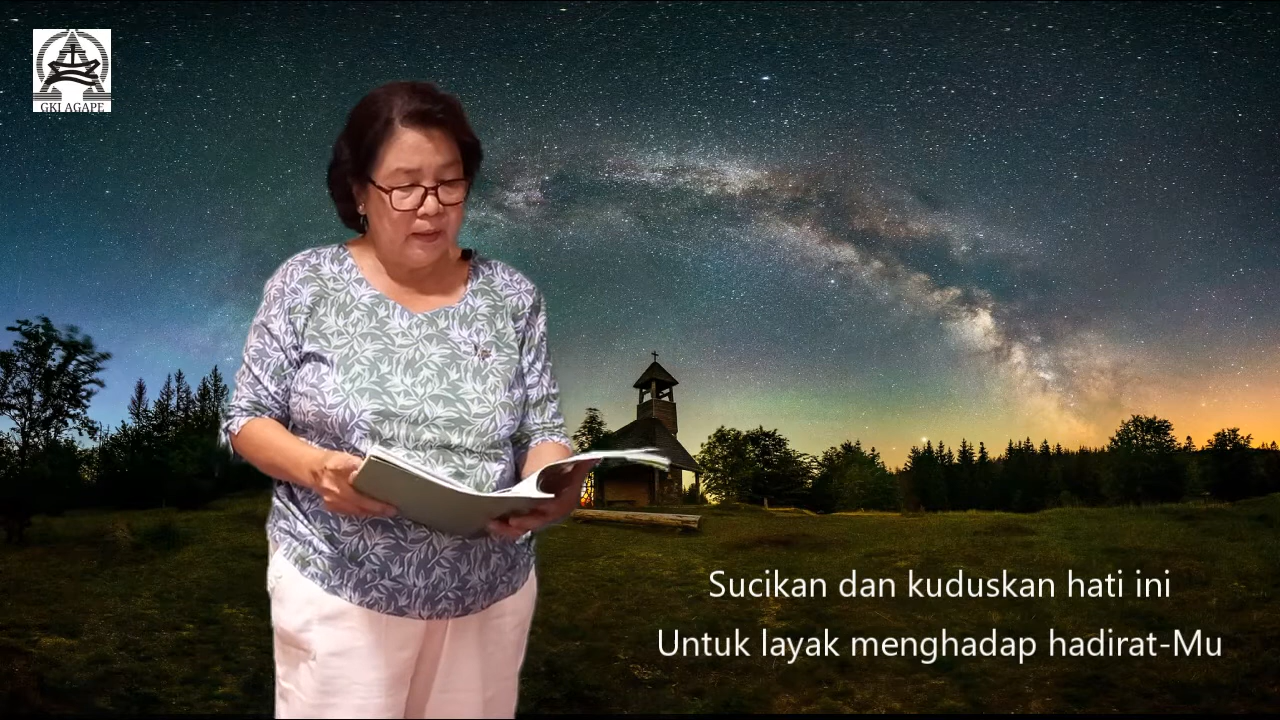 GKI AGAPE
Sucikan dan kuduskan hati ini
Untuk layak menghadap hadirat-Mu